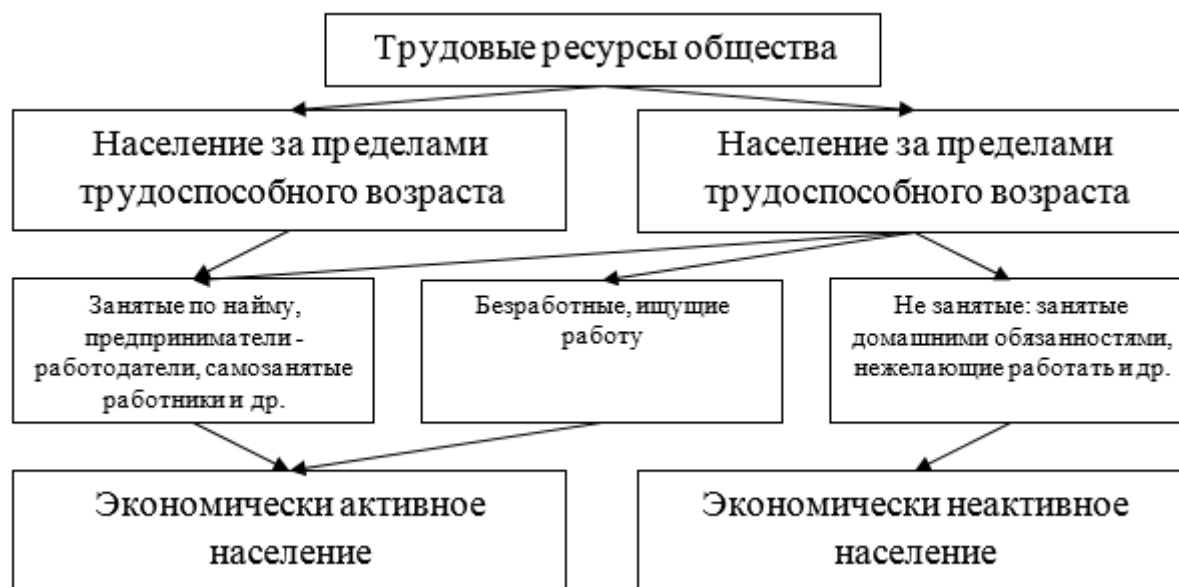 Трудовые ресурсы общества
Население за пределами
трудоспособного возраста
Население за пределами
трудоспособного возраста
Занятые по найму,
предприниматели -
работодатели, самозанятые
работники и др.
Безработные, ищущие
работу
Не занятые: занятые
домашними обязанностями,
нежелающие работать и др.
Экономически активное
население
Экономически неактивное
население